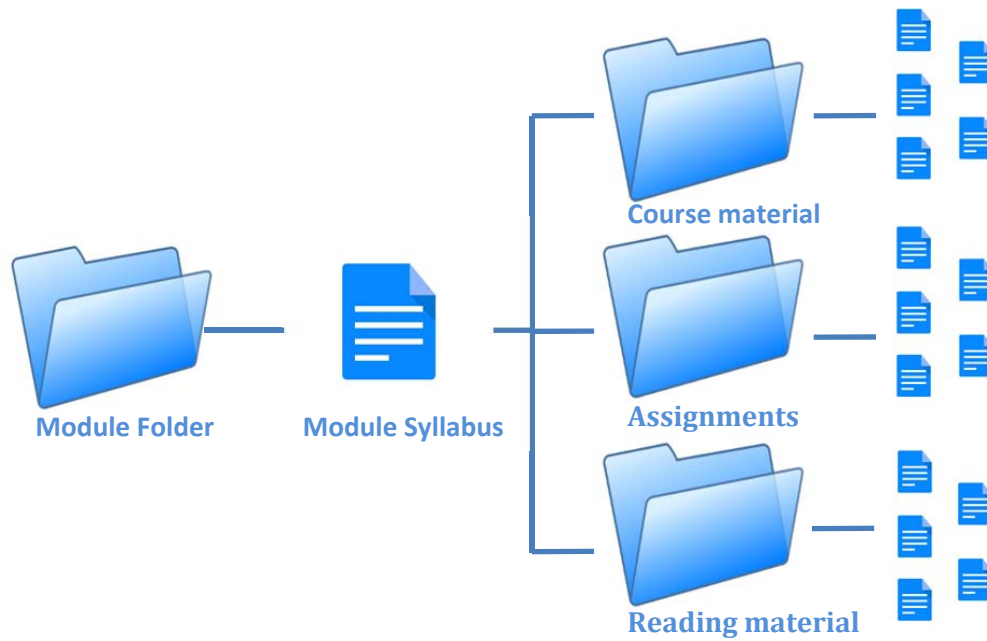 Course material
Module Folder
Module Syllabus
Assignments
Reading material